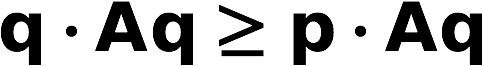 q · Aq ≥ p · Aq